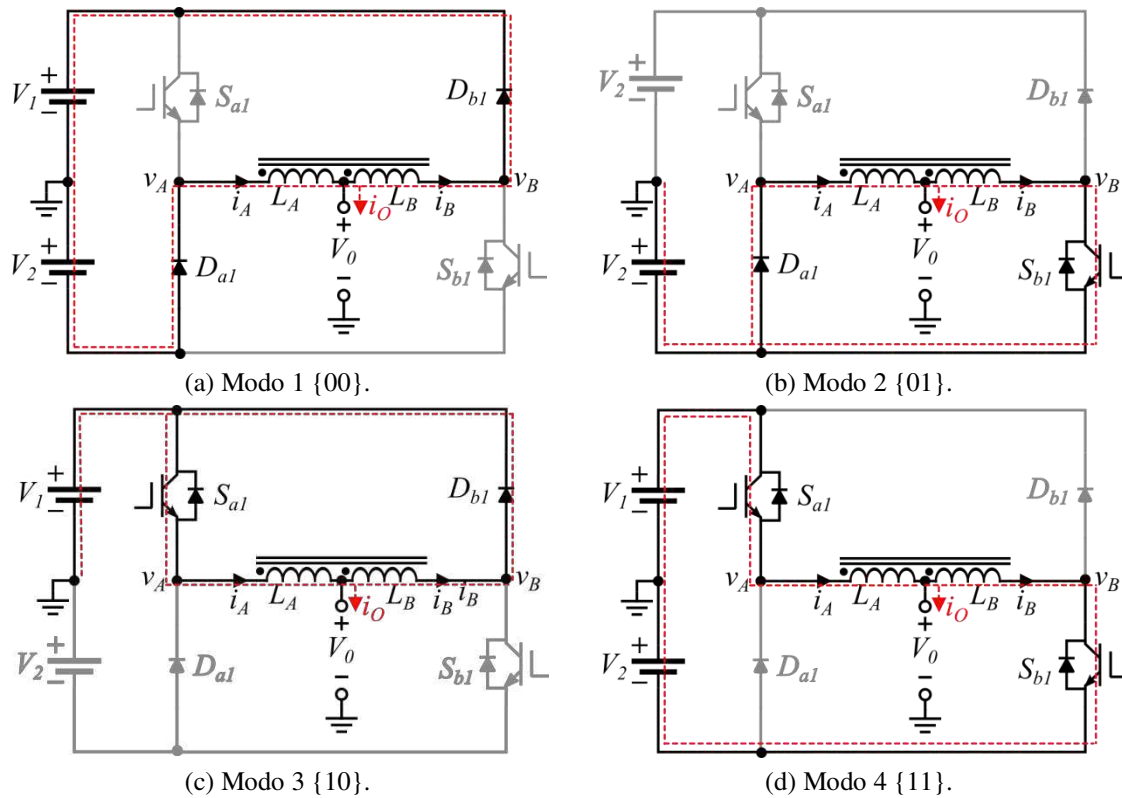 V1 + − Sa1 Db1
vA iA LA LB iB vB
iO
V2 + − Da1 + V0 − Sb1
(a) Modo 1 {00}.
V2 + − Sa1 Db1
vA iA LA LB iB vB
iO
V2 + − Da1 + V0 − Sb1
(b) Modo 2 {01}.
V1 + − Sa1 Db1
vA iA LA LB iB iB vB
iO
V2 + − Da1 + V0 − Sb1
(c) Modo 3 {10}.
V1 + − Sa1 Db1
vA iA LA LB iB vB
iO
V2 + − Da1 + V0 − Sb1
(d) Modo 4 {11}.